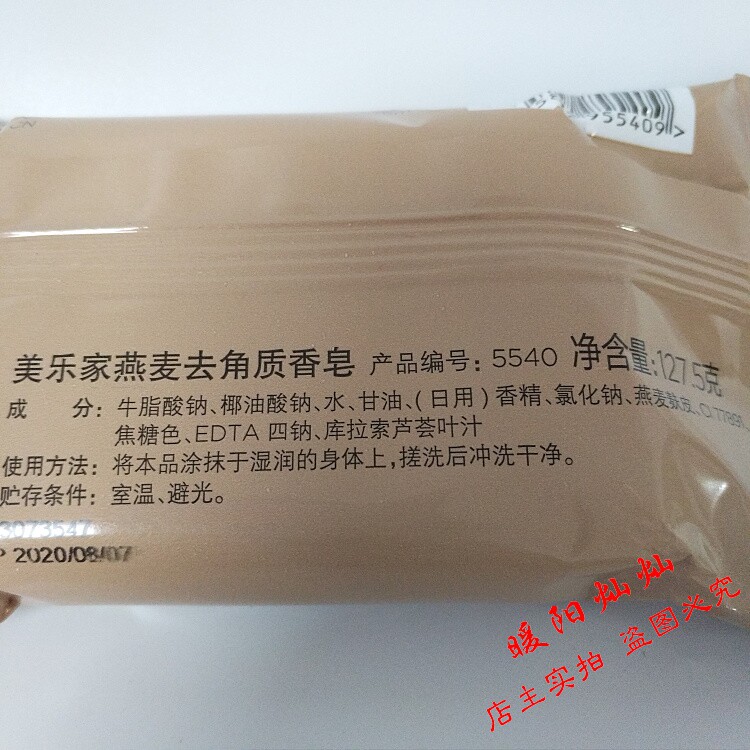 55409>
美乐家燕麦去角质香皂 产品编号: 5540 净含量:127.5克
成 分: 牛脂酸钠、椰油酸钠、水、甘油、(日用)香精、氯化钠、燕麦麸皮、CI 77891、
焦糖色、EDTA 四钠、库拉索芦荟叶汁
使用方法: 将本品涂抹于湿润的身体上,搓洗后冲洗干净。
贮存条件: 室温、避光。
3073547
P 2020/08/07
暖阳灿灿
店主实拍 盗图必究